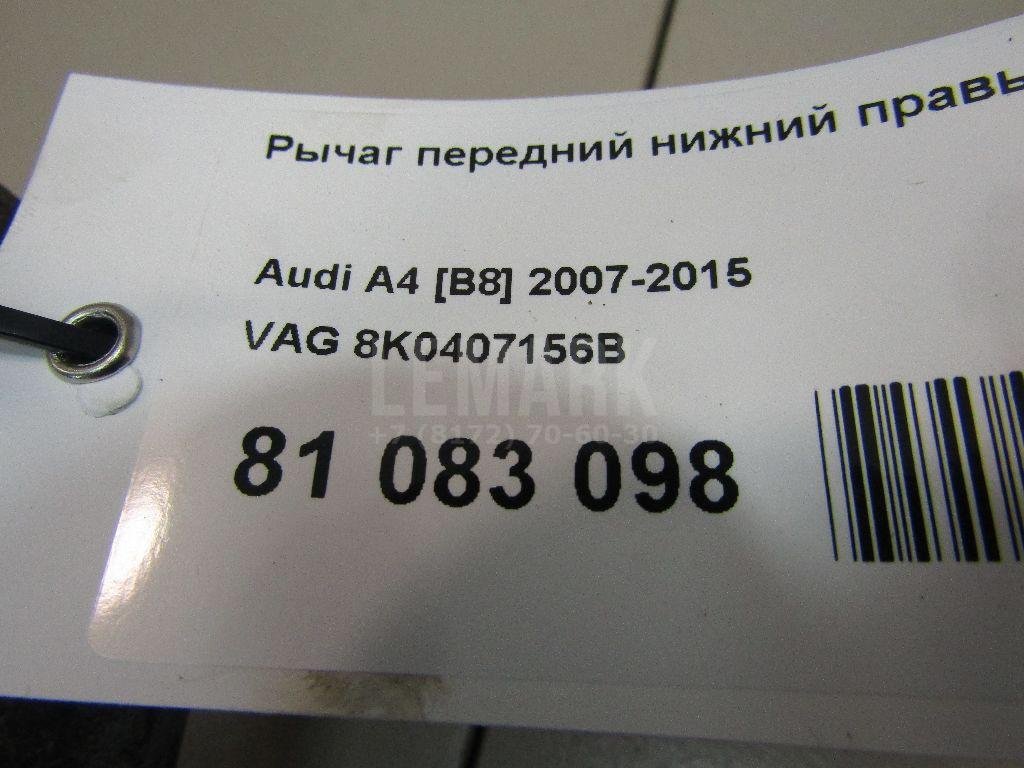 Рычаг передний нижний правы
Audi A4 [B8] 2007-2015
VAG 8K0407156B
LEMARK
+7 (8172) 70-60-30
81 083 098